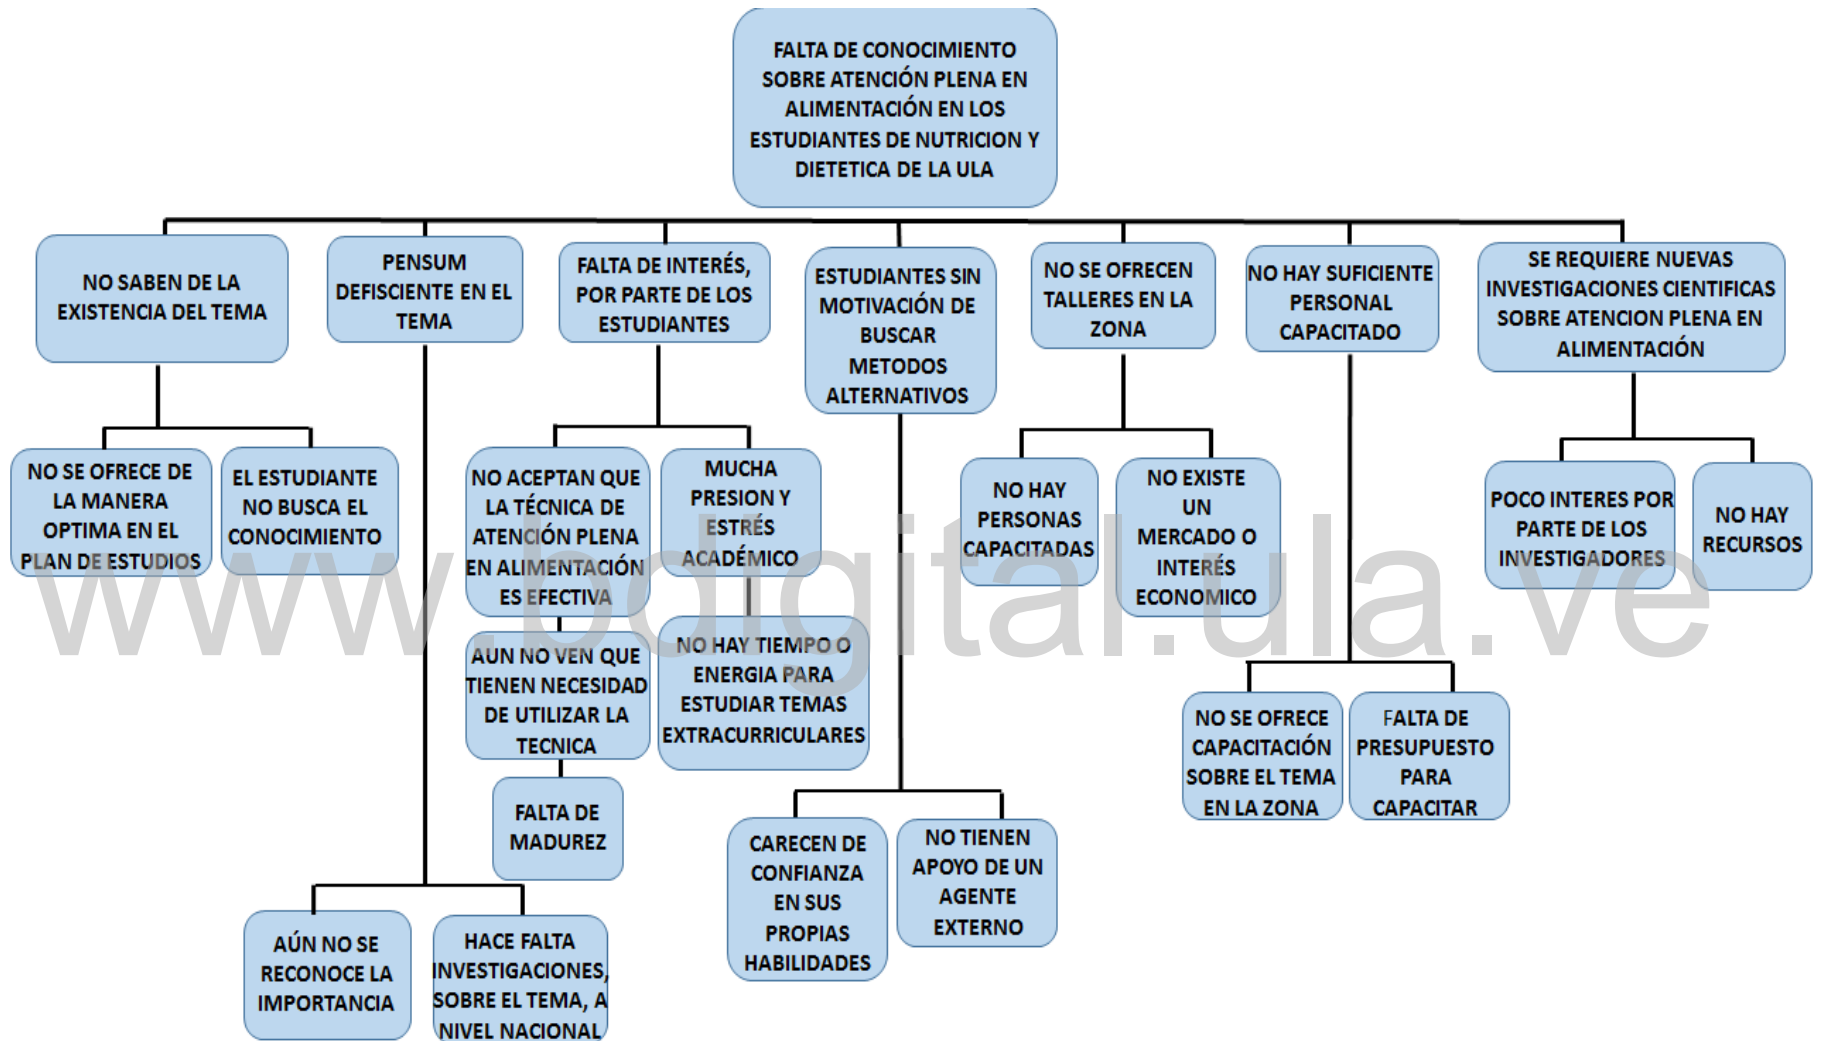 FALTA DE CONOCIMIENTO
SOBRE ATENCIÓN PLENA EN
ALIMENTACIÓN EN LOS
ESTUDIANTES DE NUTRICION Y
DIETETICA DE LA ULA
NO SABEN DE LA
EXISTENCIA DEL TEMA
PENSUM
DEFISCIENTE EN EL
TEMA
FALTA DE INTERÉS,
POR PARTE DE LOS
ESTUDIANTES
ESTUDIANTES SIN
MOTIVACIÓN DE
BUSCAR
METODOS
ALTERNATIVOS
NO SE OFRECEN
TALLERES EN LA
ZONA
NO HAY SUFICIENTE
PERSONAL
CAPACITADO
SE REQUIERE NUEVAS
INVESTIGACIONES CIENTIFICAS
SOBRE ATENCION PLENA EN
ALIMENTACIÓN
NO SE OFRECE DE
LA MANERA
OPTIMA EN EL
PLAN DE ESTUDIOS
EL ESTUDIANTE
NO BUSCA EL
CONOCIMIENTO
NO ACEPTAN QUE
LA TÉCNICA DE
ATENCIÓN PLENA
EN ALIMENTACIÓN
ES EFECTIVA
MUCHA
PRESION Y
ESTRÉS
ACADÉMICO
NO HAY
PERSONAS
CAPACITADAS
NO EXISTE
UN
MERCADO O
INTERÉS
ECONOMICO
POCO INTERES POR
PARTE DE LOS
INVESTIGADORES
NO HAY
RECURSOS
www.bdigital.ula.ve
AUN NO VEN QUE
TIENEN NECESIDAD
DE UTILIZAR LA
TECNICA
NO HAY TIEMPO O
ENERGIA PARA
ESTUDIAR TEMAS
EXTRACURRICULARES
NO SE OFRECE
CAPACITACIÓN
SOBRE EL TEMA
EN LA ZONA
FALTA DE
PRESUPUESTO
PARA
CAPACITAR
FALTA DE
MADUREZ
CARECEN DE
CONFIANZA
EN SUS
PROPIAS
HABILIDADES
NO TIENEN
APOYO DE UN
AGENTE
EXTERNO
AÚN NO SE
RECONOCE LA
IMPORTANCIA
HACE FALTA
INVESTIGACIONES,
SOBRE EL TEMA, A
NIVEL NACIONAL